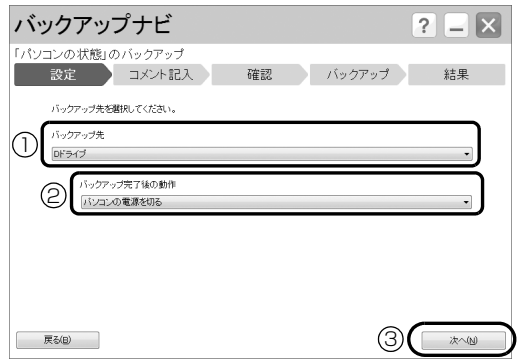 バックアップナビ
? － ×
「パソコンの状態」のバックアップ
設定 コメント記入 確認 バックアップ 結果
バックアップ先を選択してください。
① バックアップ先
Dドライブ
② バックアップ完了後の動作
パソコンの電源を切る
戻る(B) ③ 次へ(N)